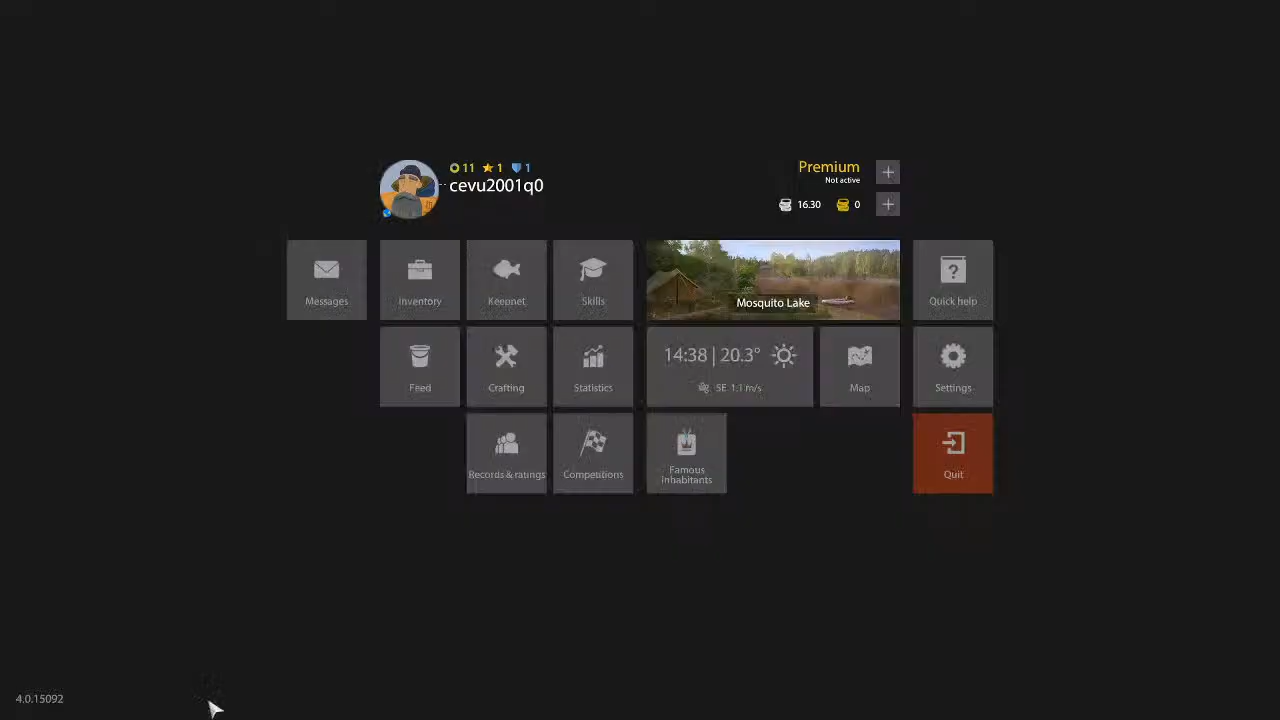 11 1 1
cevu2001q0
Premium
Not active
16.30 0
Messages
Inventory
Keepnet
Skills
Mosquito Lake
Quick help
Feed
Crafting
Statistics
14:38 | 20.3°
SE 1.1 m/s
Map
Settings
Records & ratings
Competitions
Famous
inhabitants
Quit
4.0.15092